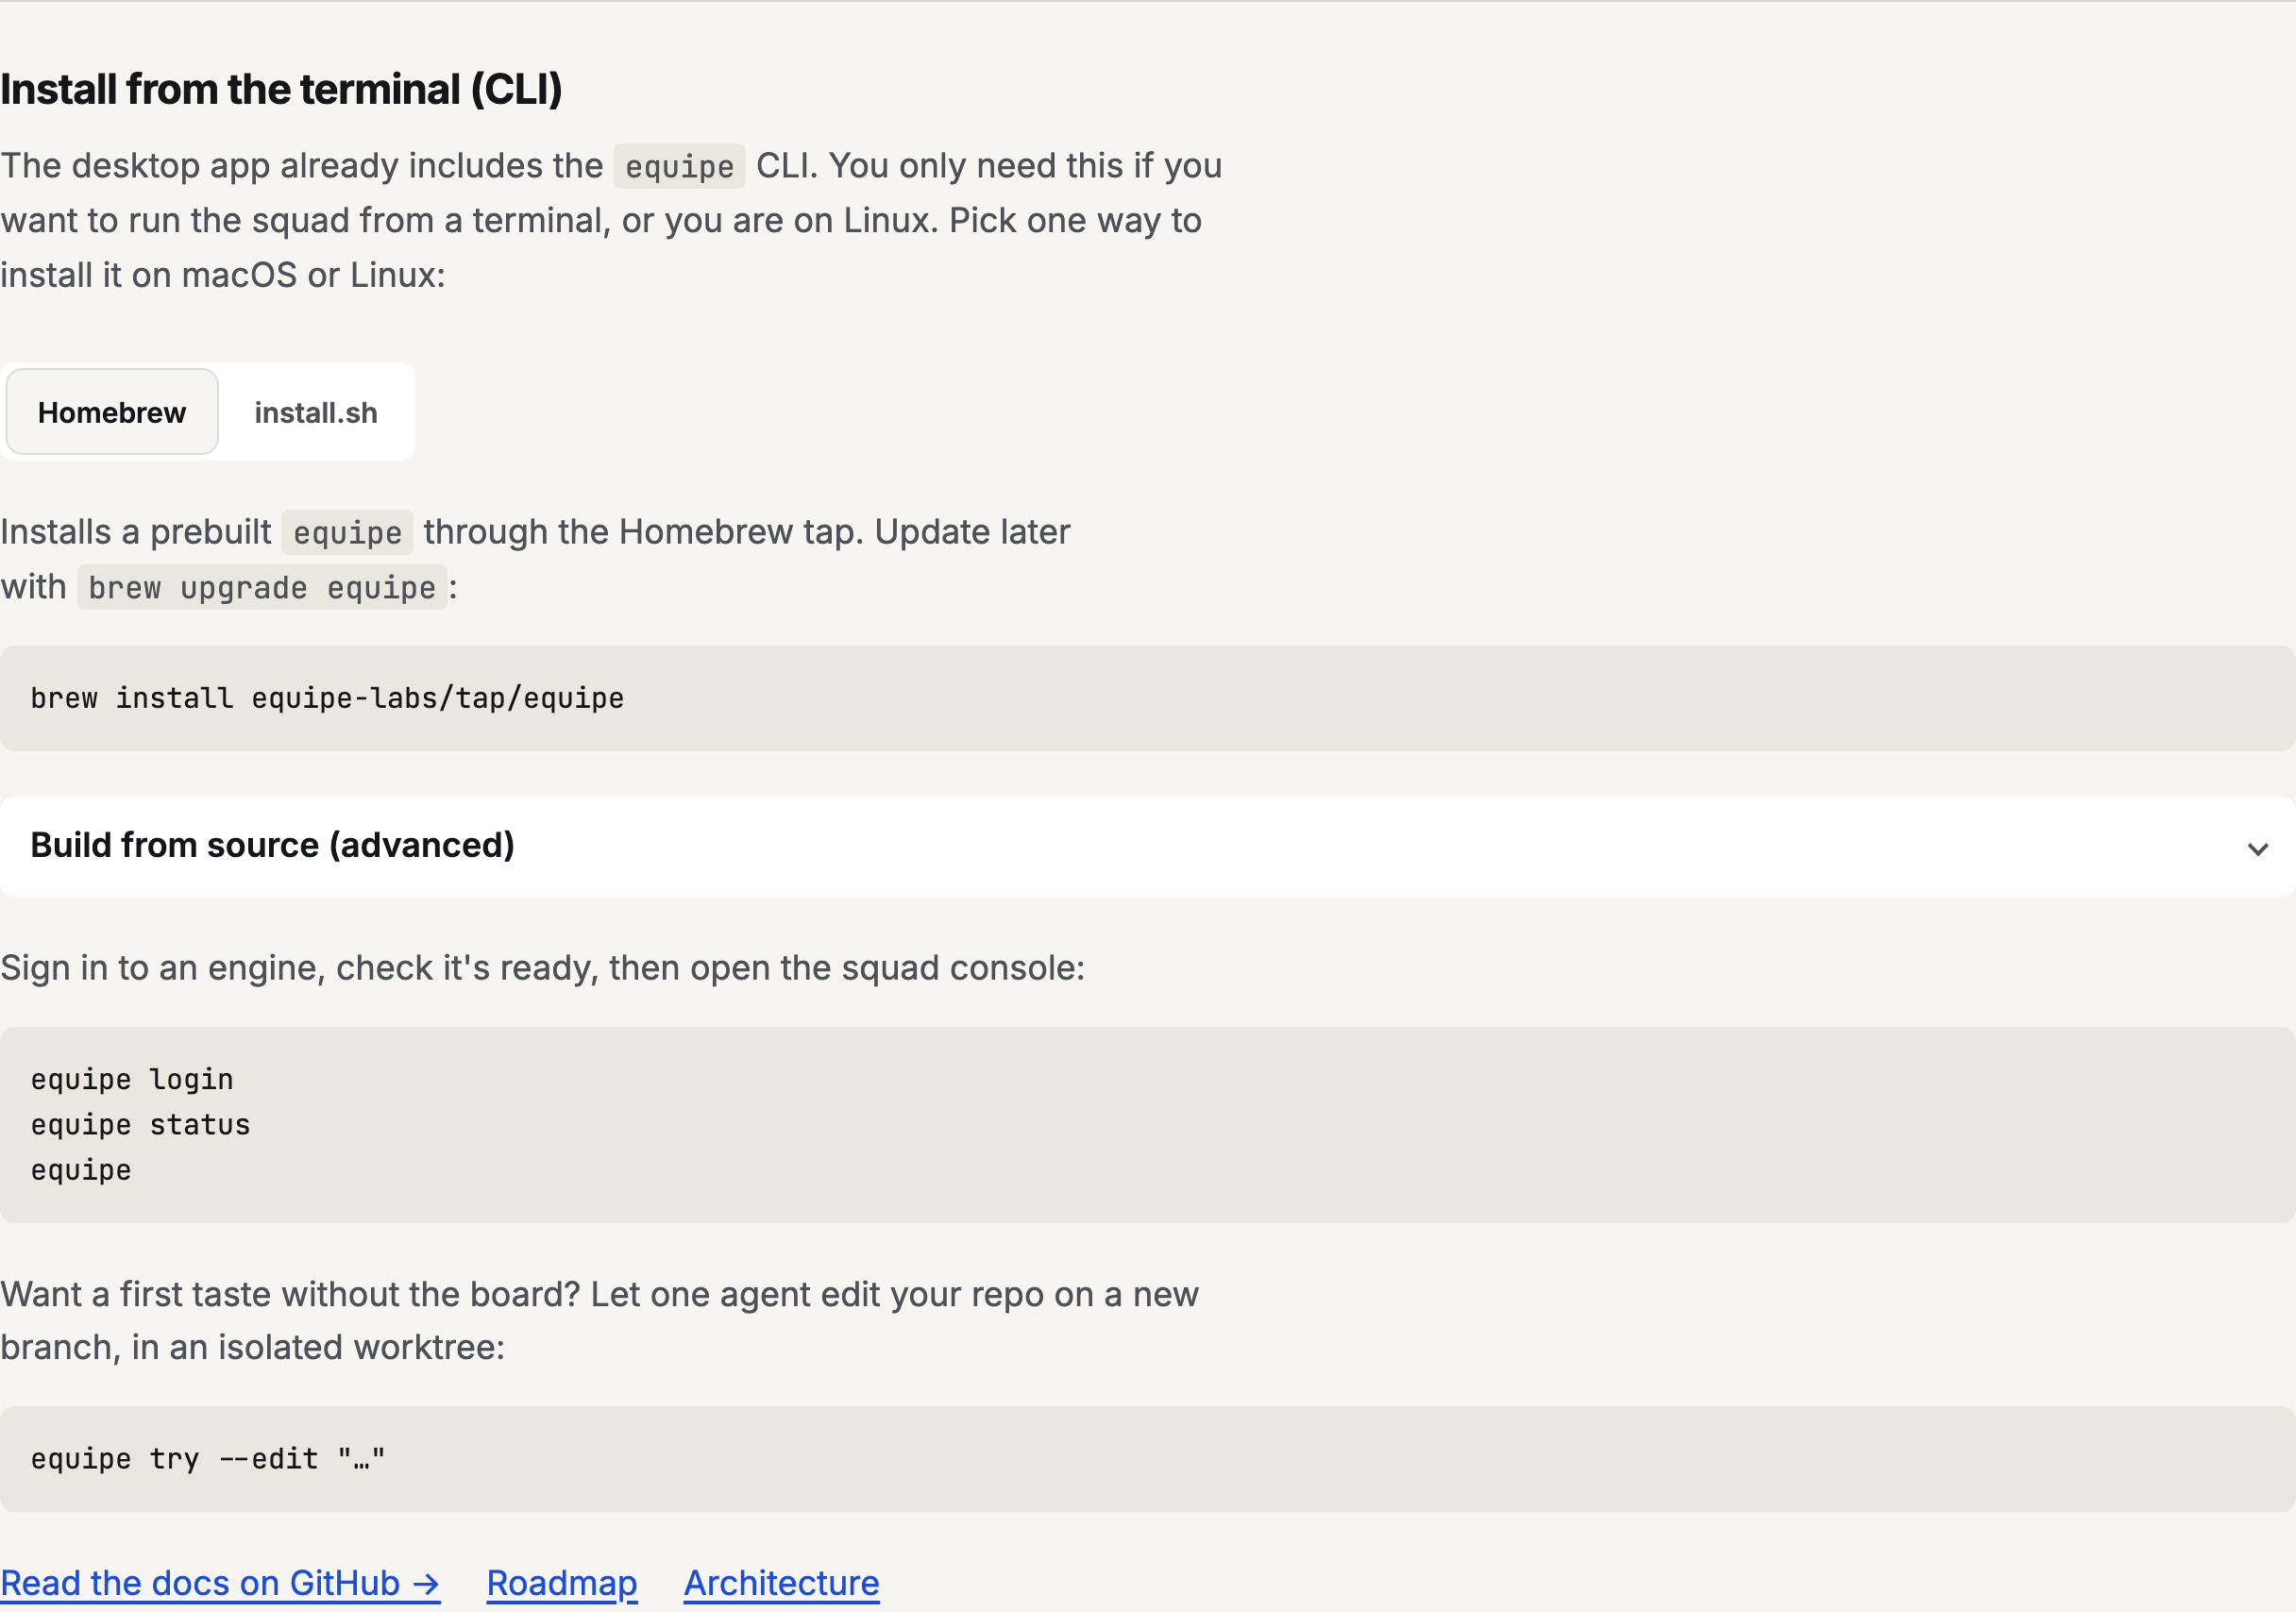 Install from the terminal (CLI)
The desktop app already includes the equipe CLI. You only need this if you
want to run the squad from a terminal, or you are on Linux. Pick one way to
install it on macOS or Linux:
Homebrew install.sh
Installs a prebuilt equipe through the Homebrew tap. Update later
with brew upgrade equipe:
brew install equipe-labs/tap/equipe
Build from source (advanced)
Sign in to an engine, check it's ready, then open the squad console:
equipe login
equipe status
equipe
Want a first taste without the board? Let one agent edit your repo on a new
branch, in an isolated worktree:
equipe try --edit "…"
Read the docs on GitHub → Roadmap Architecture